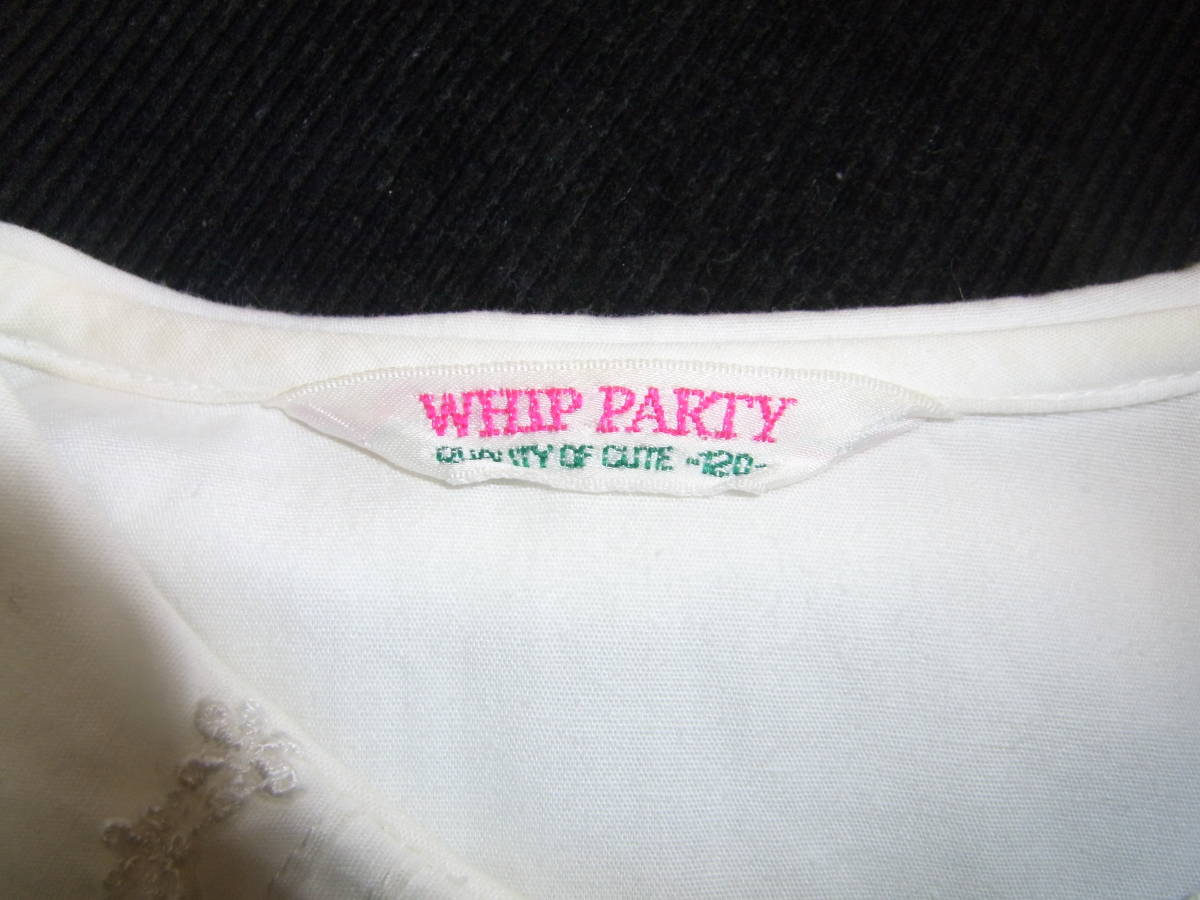 WHIP PARTY
QUALITY OF CUTE -120-